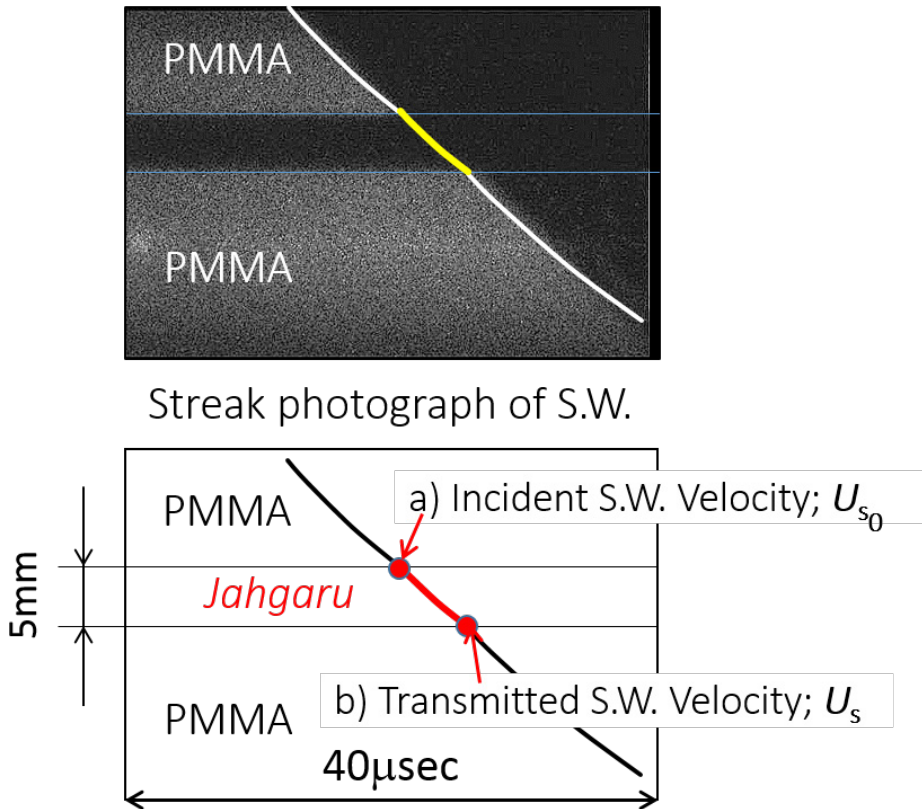 PMMA
PMMA
Streak photograph of S.W.
PMMA
a) Incident S.W. Velocity; Us0
5mm
Jahgaru
b) Transmitted S.W. Velocity; Us
PMMA
40μsec